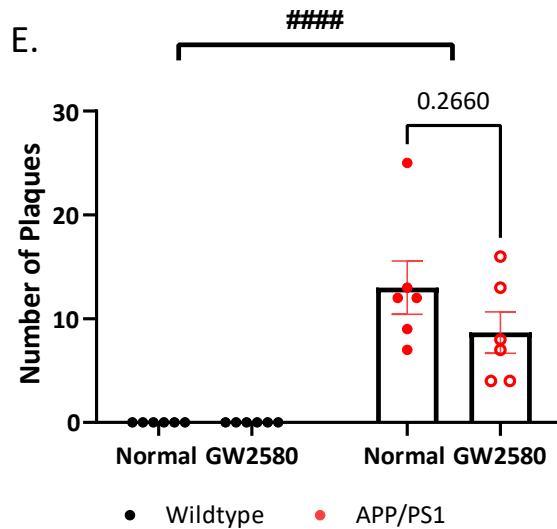 E.
####
0.2660
30
20
10
0
Number of Plaques
Normal GW2580 Normal GW2580
Wildtype APP/PS1